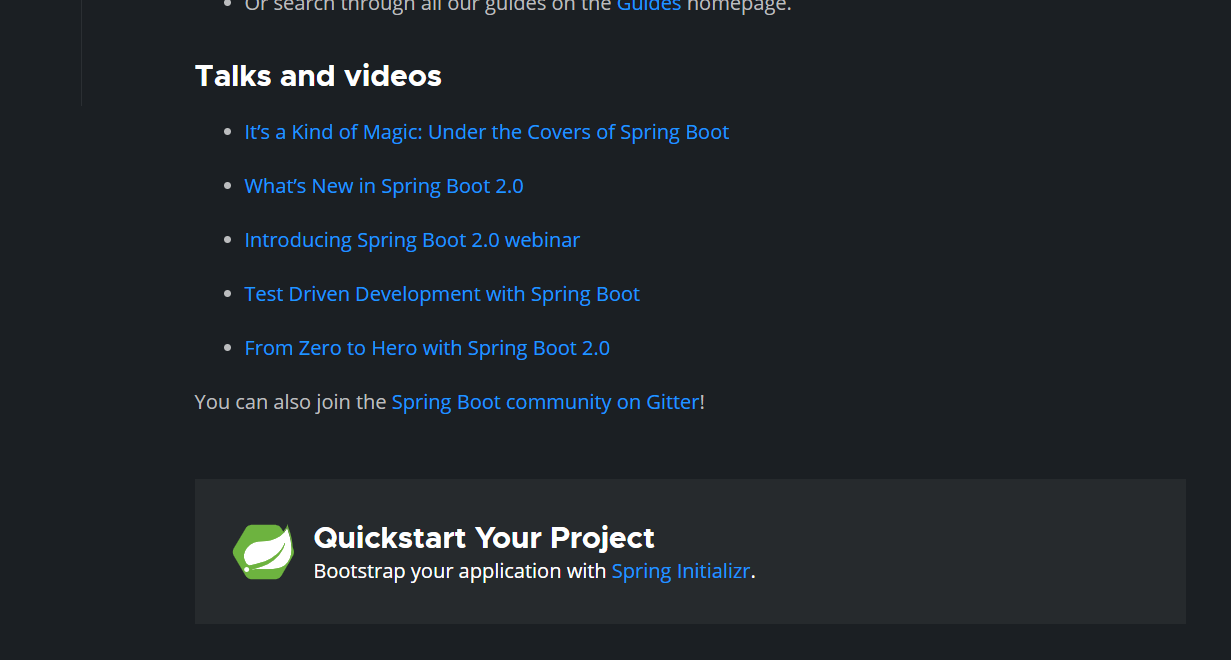 Or search through all our guides on the Guides homepage.
Talks and videos
It’s a Kind of Magic: Under the Covers of Spring Boot
What’s New in Spring Boot 2.0
Introducing Spring Boot 2.0 webinar
Test Driven Development with Spring Boot
From Zero to Hero with Spring Boot 2.0
You can also join the Spring Boot community on Gitter!
Quickstart Your Project
Bootstrap your application with Spring Initializr.